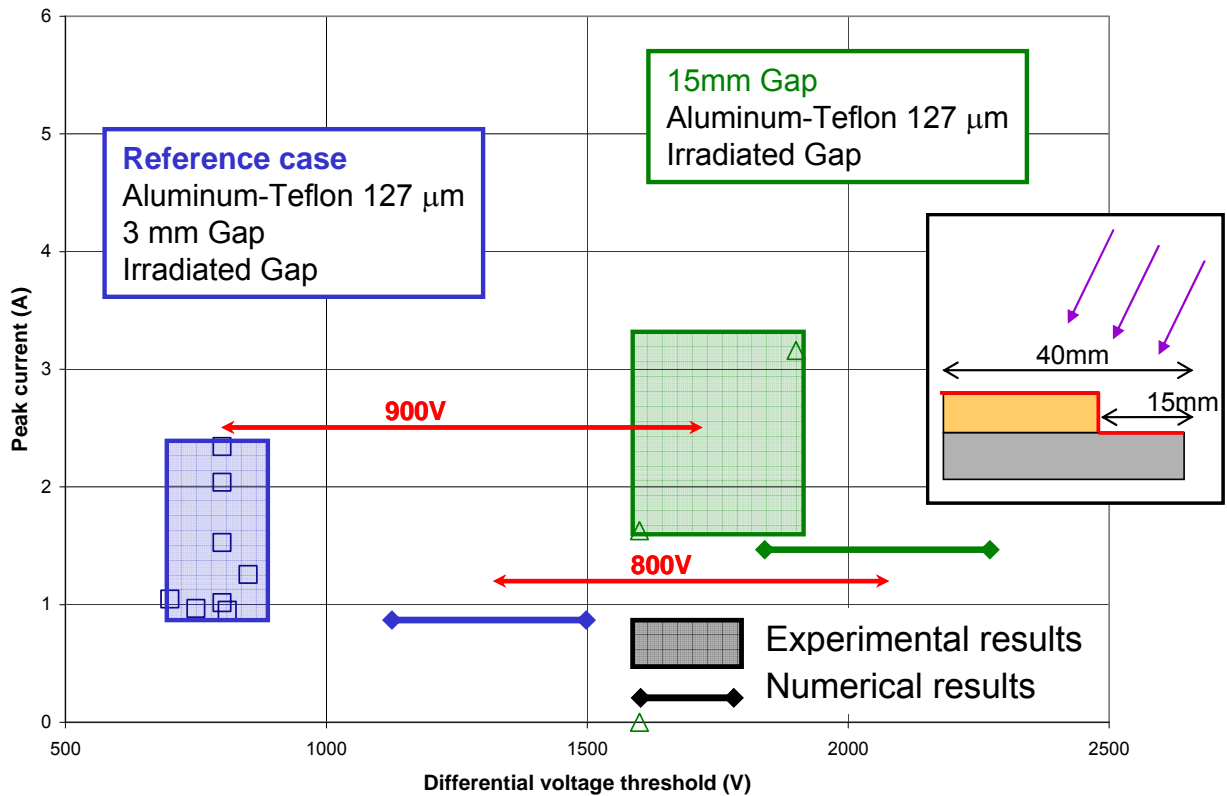 6
5
4
3
2
1
0
Peak current (A)
500
1000
1500
2000
2500
Differential voltage threshold (V)
Reference case
Aluminum-Teflon 127 μm
3 mm Gap
Irradiated Gap
15mm Gap
Aluminum-Teflon 127 μm
Irradiated Gap
40mm
15mm
900V
800V
Experimental results
Numerical results